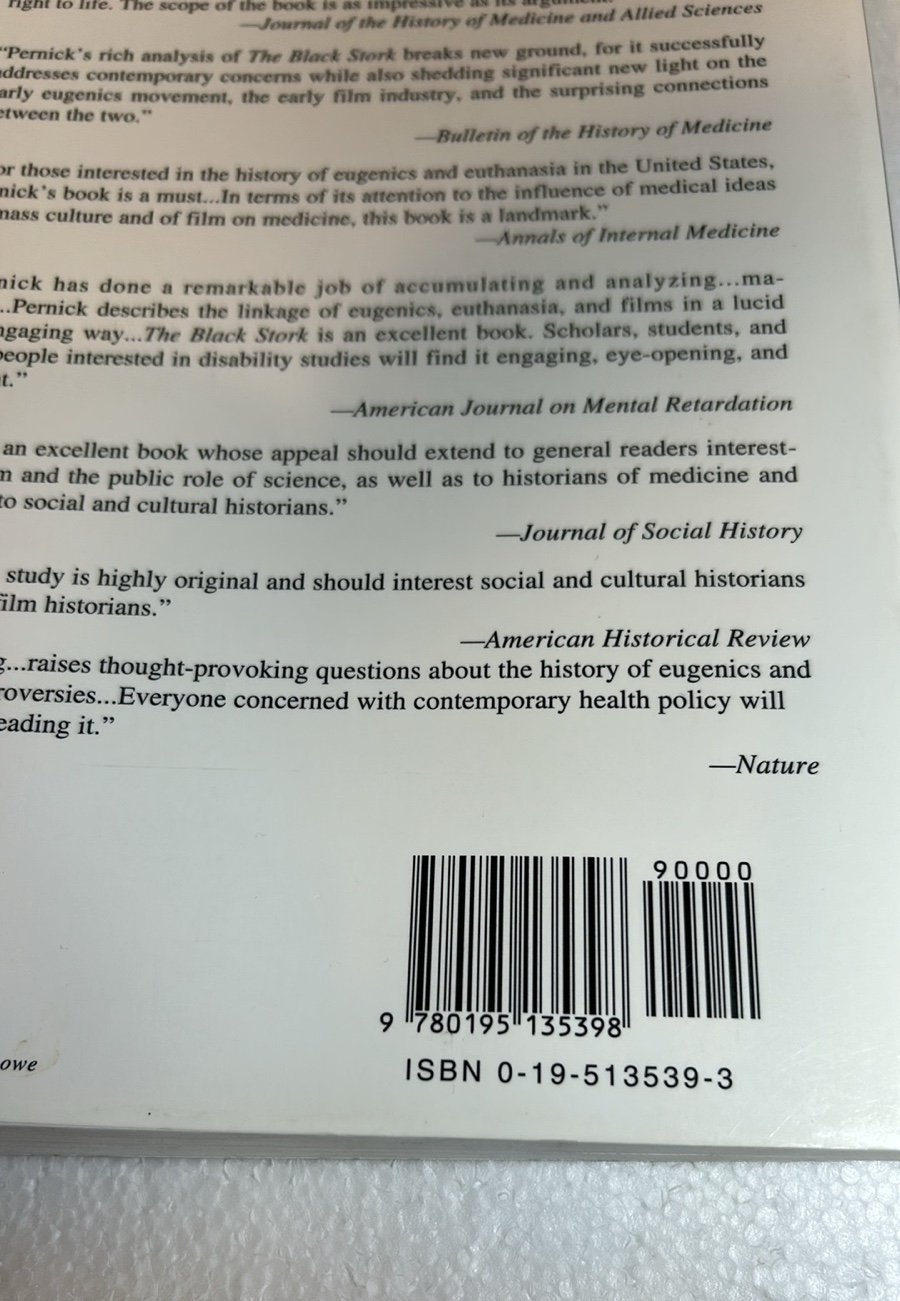 right to life. The scope of the book is as impressive as its argument.
—Journal of the History of Medicine and Allied Sciences
"Pernick's rich analysis of The Black Stork breaks new ground, for it successfully
ddresses contemporary concerns while also shedding significant new light on the
arly eugenics movement, the early film industry, and the surprising connections
etween the two."
—Bulletin of the History of Medicine
or those interested in the history of eugenics and euthanasia in the United States,
nick's book is a must...In terms of its attention to the influence of medical ideas
mass culture and of film on medicine, this book is a landmark."
—Annals of Internal Medicine
nick has done a remarkable job of accumulating and analyzing...ma-
..Pernick describes the linkage of eugenics, euthanasia, and films in a lucid
ngaging way...The Black Stork is an excellent book. Scholars, students, and
people interested in disability studies will find it engaging, eye-opening, and
t."
—American Journal on Mental Retardation
an excellent book whose appeal should extend to general readers interest-
m and the public role of science, as well as to historians of medicine and
to social and cultural historians."
—Journal of Social History
study is highly original and should interest social and cultural historians
film historians."
—American Historical Review
g...raises thought-provoking questions about the history of eugenics and
roversies...Everyone concerned with contemporary health policy will
eading it."
—Nature
90000
9 780195 135398
ISBN 0-19-513539-3
owe